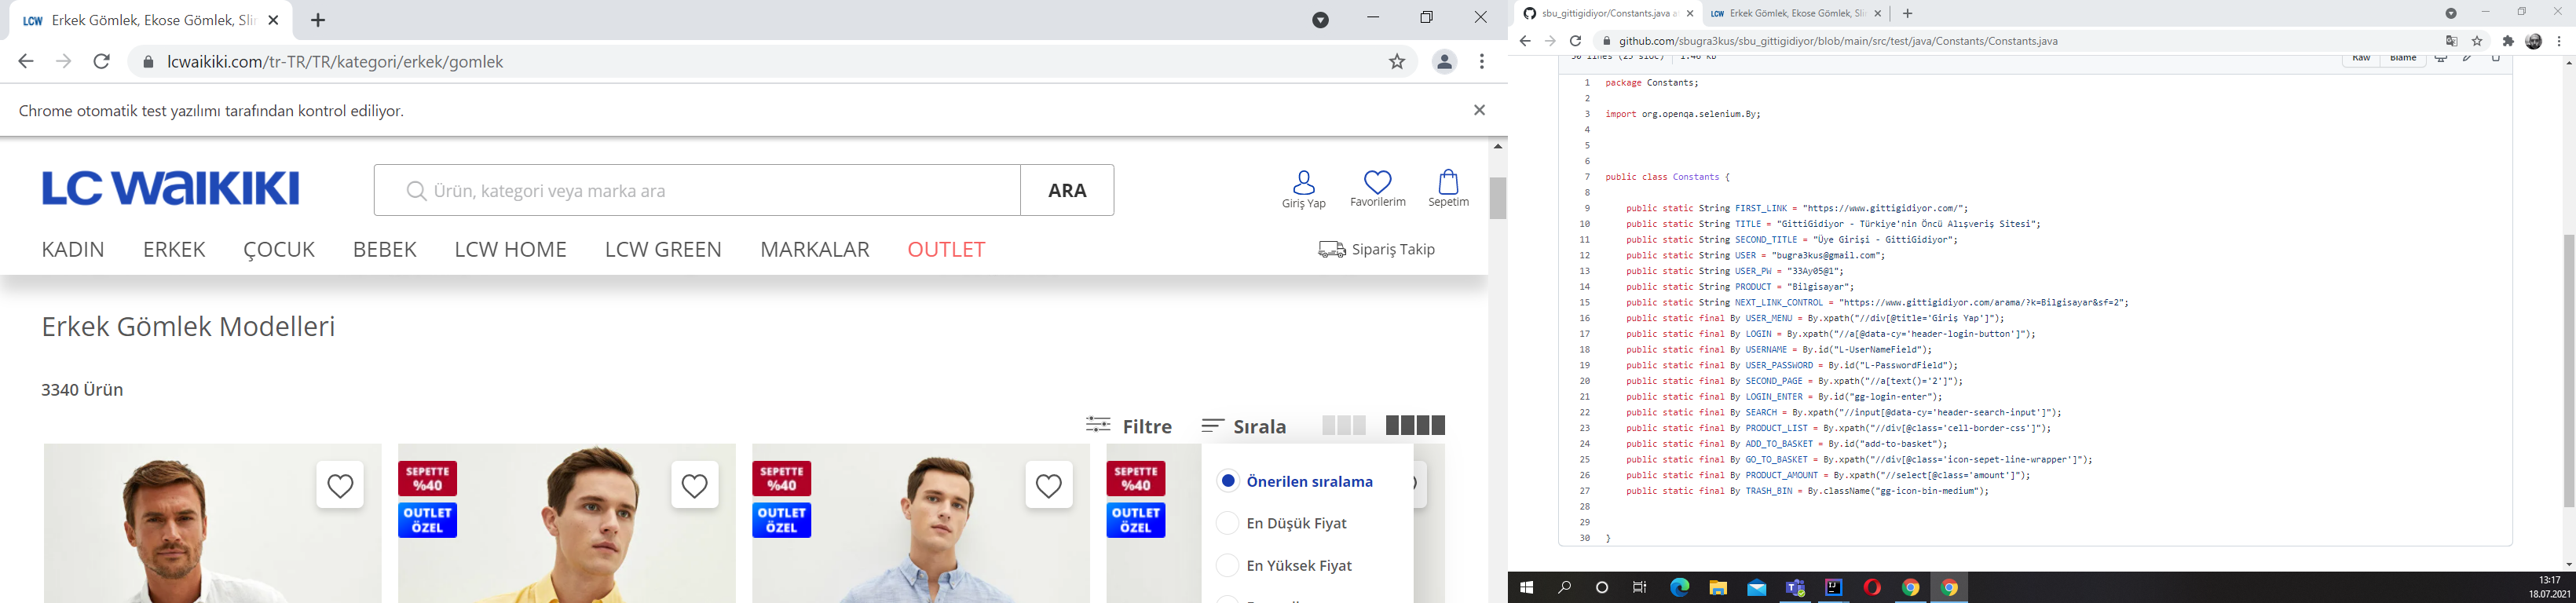 LCW Erkek Gömlek, Ekose Gömlek, Sli
lcwaikiki.com/tr-TR/TR/kategori/erkek/gomlek
Chrome otomatik test yazılımı tarafından kontrol ediliyor.
LC WAIKIKI
Ürün, kategori veya marka ara
ARA
Giriş Yap
Favorilerim
Sepetim
KADIN ERKEK ÇOCUK BEBEK LCW HOME LCW GREEN MARKALAR OUTLET
Sipariş Takip
Erkek Gömlek Modelleri
3340 Ürün
Filtre
Sırala
SEPETTE
%40
OUTLET
ÖZEL
SEPETTE
%40
OUTLET
ÖZEL
SEPETTE
%40
OUTLET
ÖZEL
Önerilen sıralama
En Düşük Fiyat
En Yüksek Fiyat
sbu_gittigidiyor/Constants.java a
LCW Erkek Gömlek, Ekose Gömlek, Sli
github.com/sbugra3kus/sbu_gittigidiyor/blob/main/src/test/java/Constants/Constants.java
30 lines (25 sloc) 1.46 KB
Raw Blame
1 package Constants;
2
3 import org.openqa.selenium.By;
4
5
6
7 public class Constants {
8
9 public static String FIRST_LINK = "https://www.gittigidiyor.com/";
10 public static String TITLE = "GittiGidiyor - Türkiye'nin Öncü Alışveriş Sitesi";
11 public static String SECOND_TITLE = "Üye Girişi - GittiGidiyor";
12 public static String USER = "bugra3kus@gmail.com";
13 public static String USER_PW = "33Ay05@1";
14 public static String PRODUCT = "Bilgisayar";
15 public static String NEXT_LINK_CONTROL = "https://www.gittigidiyor.com/arama/?k=Bilgisayar&sf=2";
16 public static final By USER_MENU = By.xpath("//div[@title='Giriş Yap']");
17 public static final By LOGIN = By.xpath("//a[@data-cy='header-login-button']");
18 public static final By USERNAME = By.id("L-UserNameField");
19 public static final By USER_PASSWORD = By.id("L-PasswordField");
20 public static final By SECOND_PAGE = By.xpath("//a[text()='2']");
21 public static final By LOGIN_ENTER = By.id("gg-login-enter");
22 public static final By SEARCH = By.xpath("//input[@data-cy='header-search-input']");
23 public static final By PRODUCT_LIST = By.xpath("//div[@class='cell-border-css']");
24 public static final By ADD_TO_BASKET = By.id("add-to-basket");
25 public static final By GO_TO_BASKET = By.xpath("//div[@class='icon-sepet-line-wrapper']");
26 public static final By PRODUCT_AMOUNT = By.xpath("//select[@class='amount']");
27 public static final By TRASH_BIN = By.className("gg-icon-bin-medium");
28
29
30 }
13:17
18.07.2021